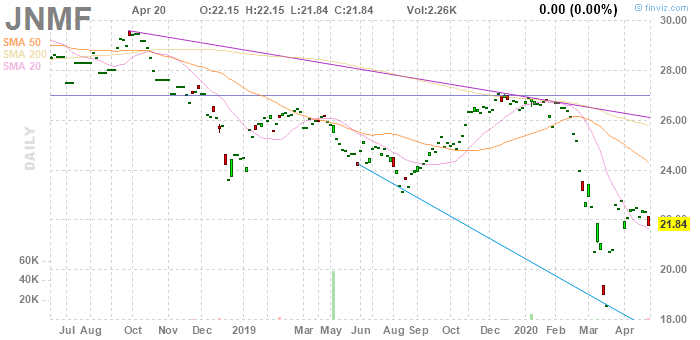 JNMF
Apr 20
O:22.15 H:22.15 L:21.84 C:21.84 Vol:2.26K
0.00 (0.00%)
© finviz.com
SMA 50
SMA 200
SMA 20
DAILY
30.00
28.00
26.00
24.00
22.00
21.84
20.00
18.00
60K
40K
20K
Jul Aug Oct Nov Dec 2019 Mar May Jun Aug Sep Oct Dec 2020 Feb Mar Apr